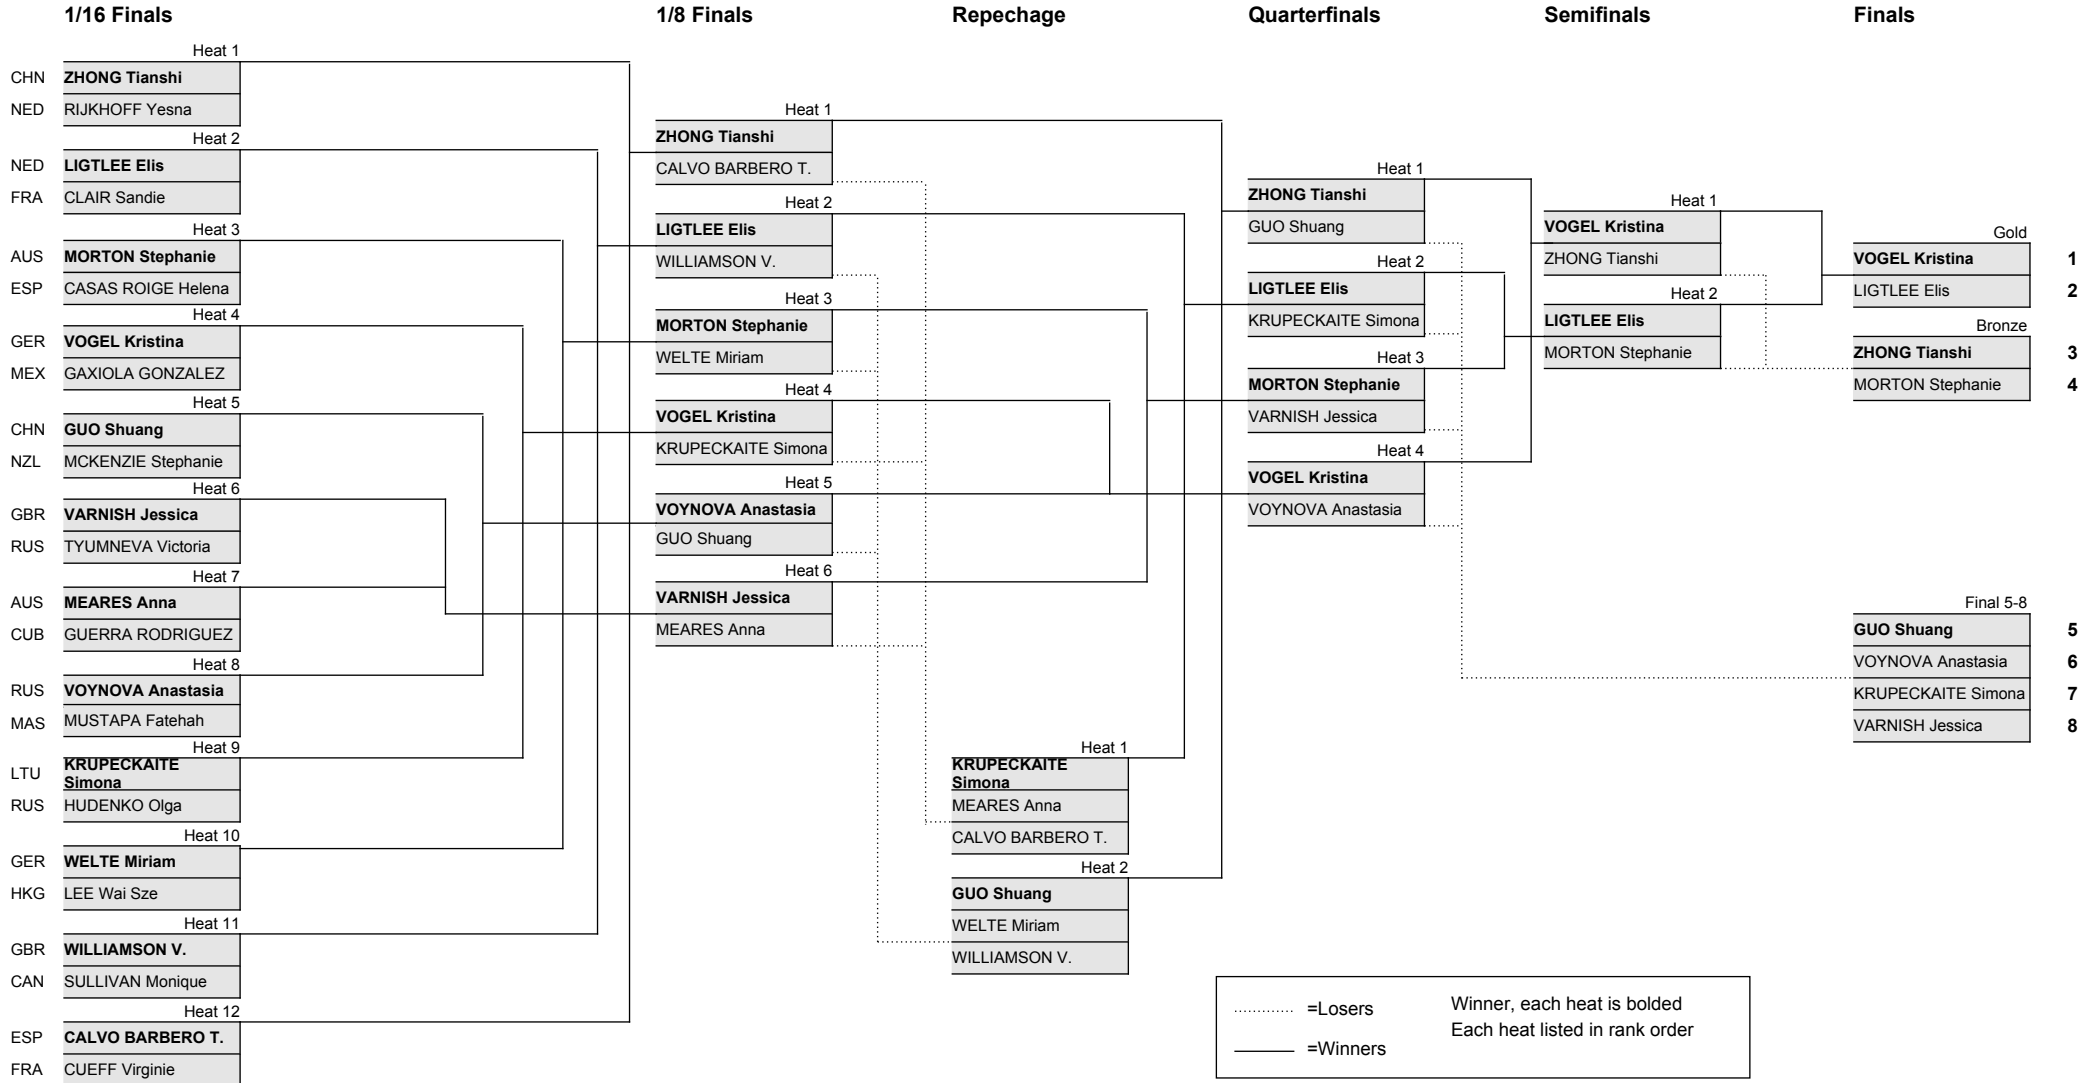 1/16 Finals
1/8 Finals
Repechage
Quarterfinals
Semifinals
Finals
Heat 1
CHN ZHONG Tianshi
NED RIJKHOFF Yesna
Heat 2
NED LIGTLEE Elis
FRA CLAIR Sandie
Heat 3
AUS MORTON Stephanie
ESP CASAS ROIGE Helena
Heat 4
GER VOGEL Kristina
MEX GAXIOLA GONZALEZ
Heat 5
CHN GUO Shuang
NZL MCKENZIE Stephanie
Heat 6
GBR VARNISH Jessica
RUS TYUMNEVA Victoria
Heat 7
AUS MEARES Anna
CUB GUERRA RODRIGUEZ
Heat 8
RUS VOYNOVA Anastasia
MAS MUSTAPA Fatehah
Heat 9
LTU KRUPECKAITE
Simona
RUS HUDENKO Olga
Heat 10
GER WELTE Miriam
HKG LEE Wai Sze
Heat 11
GBR WILLIAMSON V.
CAN SULLIVAN Monique
Heat 12
ESP CALVO BARBERO T.
FRA CUEFF Virginie
Heat 1
ZHONG Tianshi
CALVO BARBERO T.
Heat 2
LIGTLEE Elis
WILLIAMSON V.
Heat 3
MORTON Stephanie
WELTE Miriam
Heat 4
VOGEL Kristina
KRUPECKAITE Simona
Heat 5
VOYNOVA Anastasia
GUO Shuang
Heat 6
VARNISH Jessica
MEARES Anna
Heat 1
KRUPECKAITE
Simona
MEARES Anna
CALVO BARBERO T.
Heat 2
GUO Shuang
WELTE Miriam
WILLIAMSON V.
Heat 1
ZHONG Tianshi
GUO Shuang
Heat 2
LIGTLEE Elis
KRUPECKAITE Simona
Heat 3
MORTON Stephanie
VARNISH Jessica
Heat 4
VOGEL Kristina
VOYNOVA Anastasia
Heat 1
VOGEL Kristina
ZHONG Tianshi
Heat 2
LIGTLEE Elis
MORTON Stephanie
Gold
VOGEL Kristina 1
LIGTLEE Elis 2
Bronze
ZHONG Tianshi 3
MORTON Stephanie 4
Final 5-8
GUO Shuang 5
VOYNOVA Anastasia 6
KRUPECKAITE Simona 7
VARNISH Jessica 8
=Losers
=Winners
Winner, each heat is bolded
Each heat listed in rank order